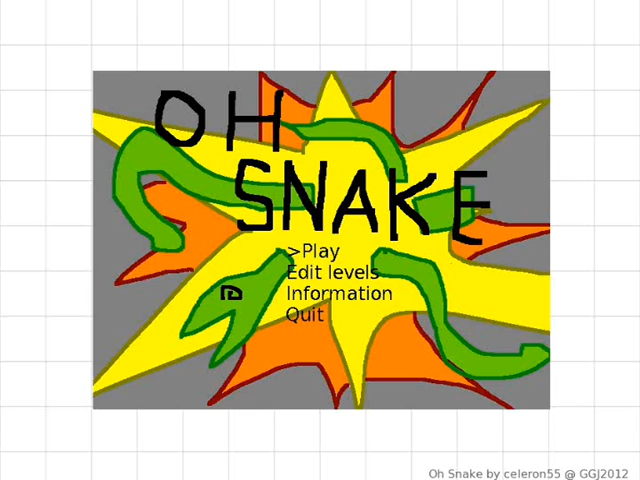 OH
SNAKE
>Play
Edit levels
Information
Quit
Oh Snake by celeron55 @ GGJ2012